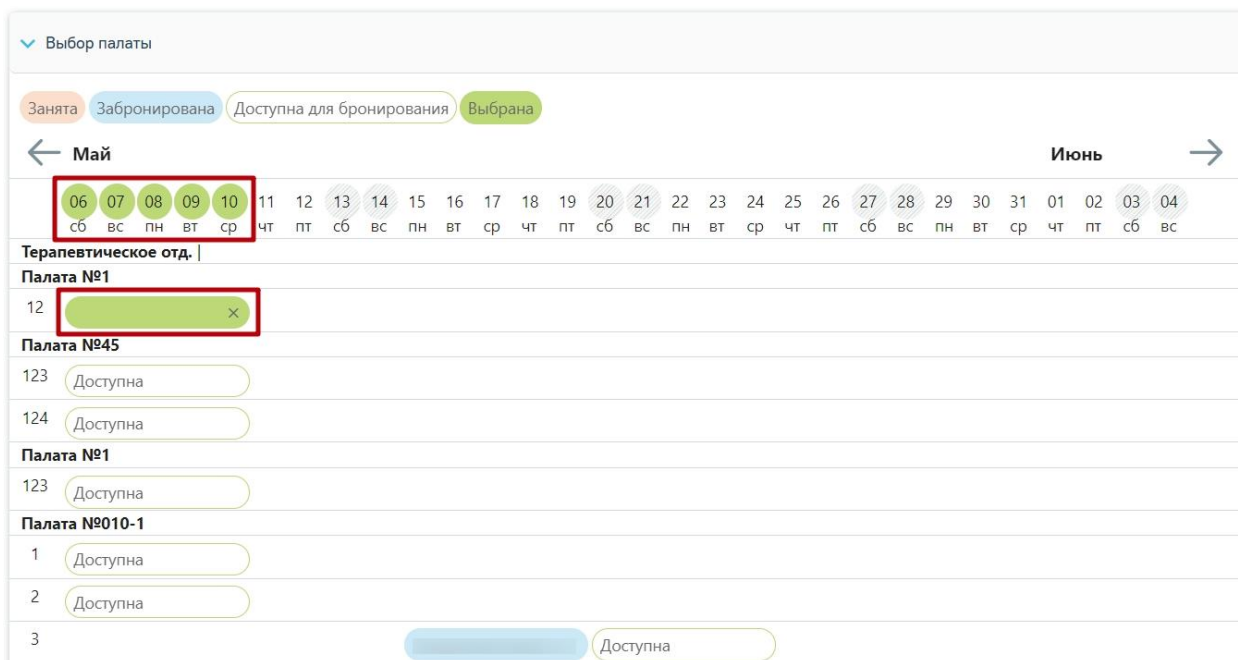 Выбор палаты
Занята Забронирована Доступна для бронирования Выбрана
Май Июнь
06 07 08 09 10 11 12 13 14 15 16 17 18 19 20 21 22 23 24 25 26 27 28 29 30 31 01 02 03 04
сб вс пн вт ср чт пт сб вс пн вт ср чт пт сб вс пн вт ср чт пт сб вс пн вт ср чт пт сб вс
Терапевтическое отд. |
Палата №1
12 ×
Палата №45
123 Доступна
124 Доступна
Палата №1
123 Доступна
Палата №010-1
1 Доступна
2 Доступна
3 Доступна